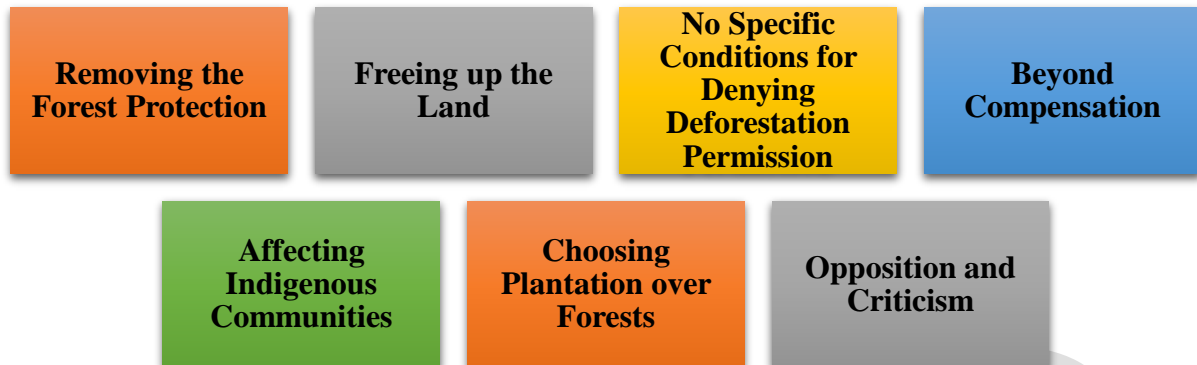 Removing the
Forest Protection
Freeing up the
Land
No Specific
Conditions for
Denying
Deforestation
Permission
Beyond
Compensation
Affecting
Indigenous
Communities
Choosing
Plantation over
Forests
Opposition and
Criticism